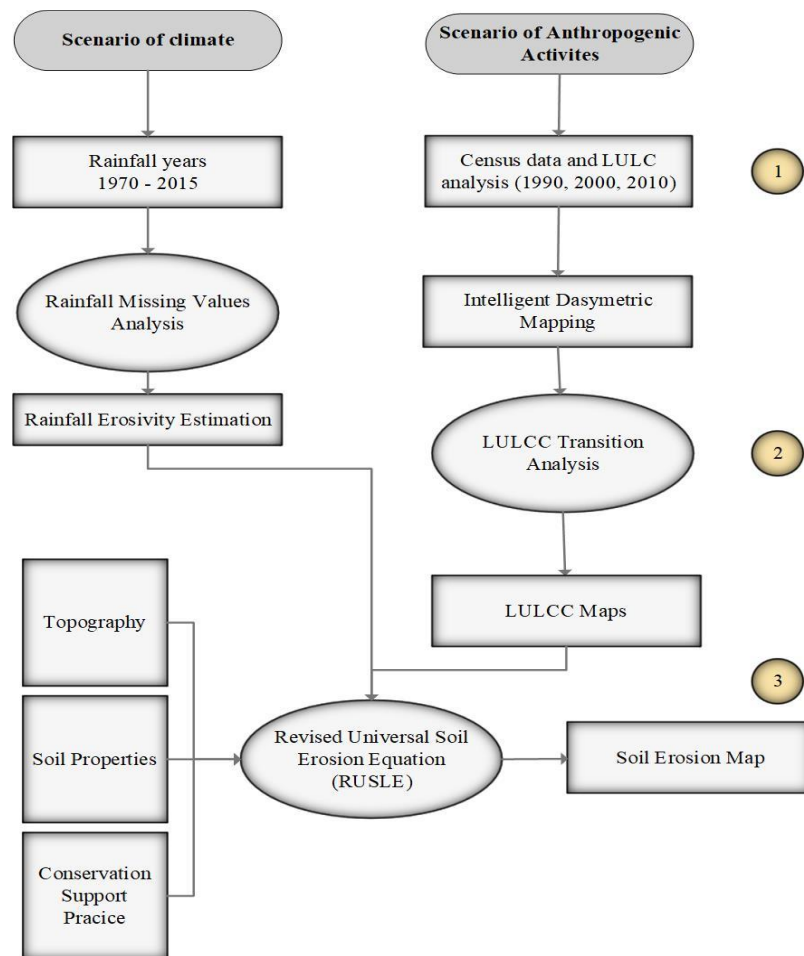 Scenario of climate
Scenario of Anthropogenic
Activites
Rainfall years
1970 - 2015
Census data and LULC
analysis (1990, 2000, 2010)
1
Rainfall Missing Values
Analysis
Intelligent Dasymetric
Mapping
Rainfall Erosivity Estimation
LULCC Transition
Analysis
2
Topography
LULCC Maps
3
Soil Properties
Revised Universal Soil
Erosion Equation
(RUSLE)
Soil Erosion Map
Conservation
Support
Pracice